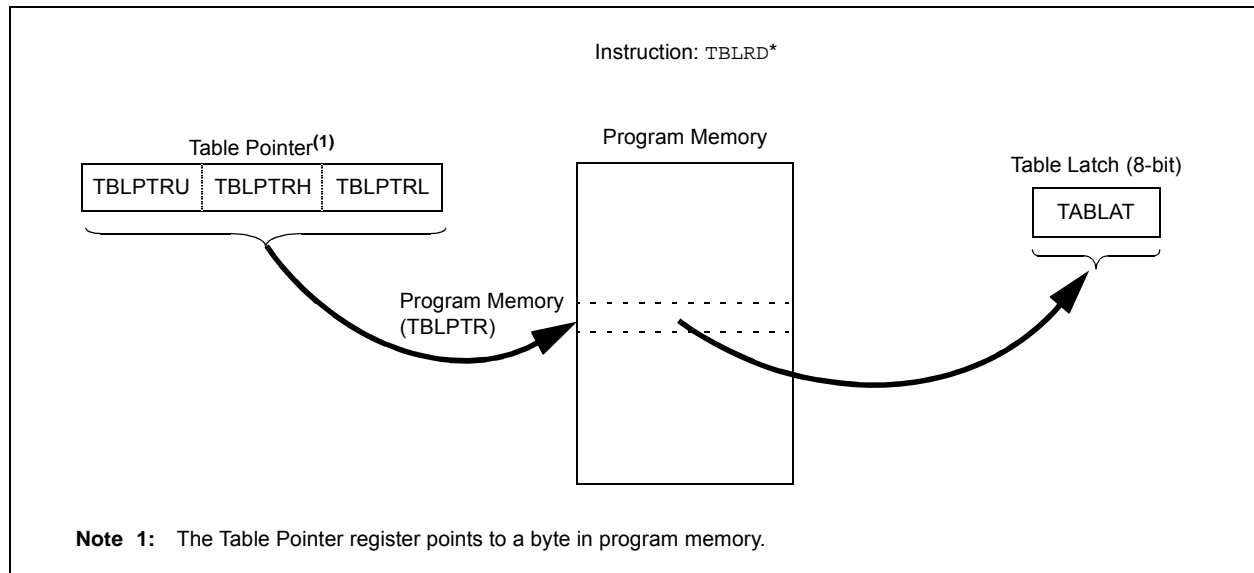 Instruction: TBLRD*
Table Pointer(1)
TBLPTRU TBLPTRH TBLPTRL
Program Memory
Table Latch (8-bit)
TABLAT
Program Memory
(TBLPTR)
Note 1: The Table Pointer register points to a byte in program memory.